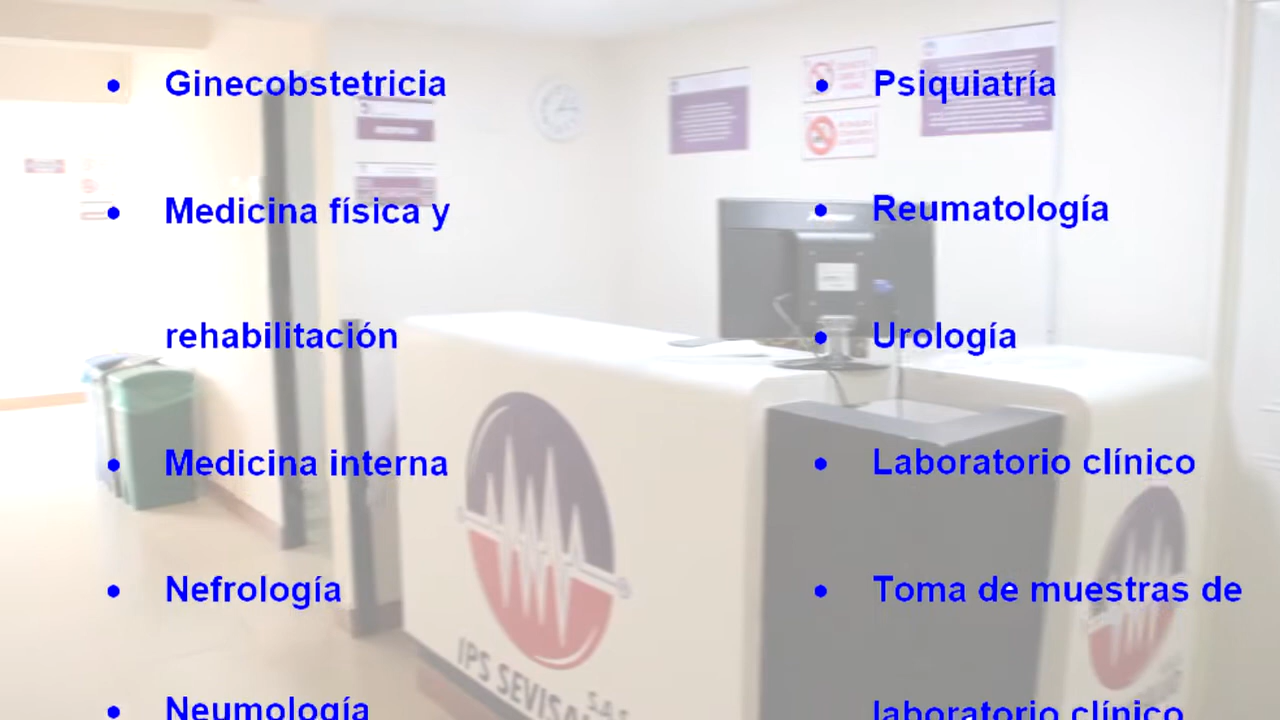 Ginecobstetricia
Medicina física y
rehabilitación
Medicina interna
Nefrología
Neumología
Psiquiatría
Reumatología
Urología
Laboratorio clínico
Toma de muestras de
laboratorio clínico
IPS SEVISA
S.A.S